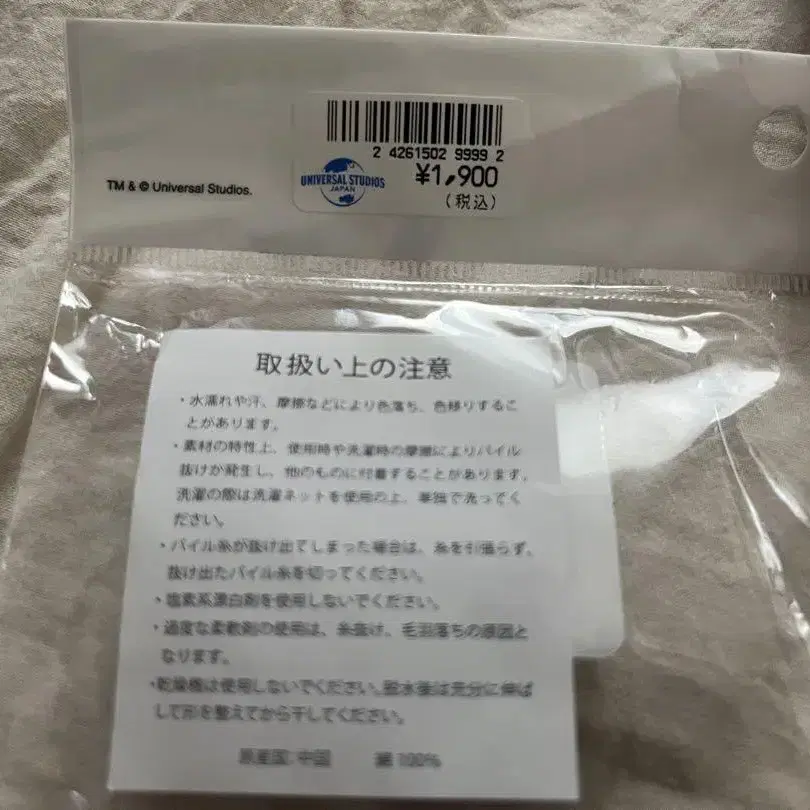 2 4261502 9999 2
UNIVERSAL STUDIOS
JAPAN
¥1,900
(税込)
TM & © Universal Studios.
取扱い上の注意
・水濡れや汗、摩擦などにより色落ち、色移りするこ
とがあります。
・素材の特性上、使用時や洗濯時の摩擦によりパイル
抜けが発生し、他のものに付着することがあります。
洗濯の際は洗濯ネットを使用の上、単独で洗ってく
ださい。
・パイル糸が抜け出てしまった場合は、糸を引張らず、
抜け出たパイル糸を切ってください。
・塩素系漂白剤を使用しないでください。
・過度な柔軟剤の使用は、糸抜け、毛羽落ちの原因と
なります。
・乾燥機は使用しないでください。脱水後は充分に伸ば
して形を整えてから干してください。
原産国:中国 綿100%